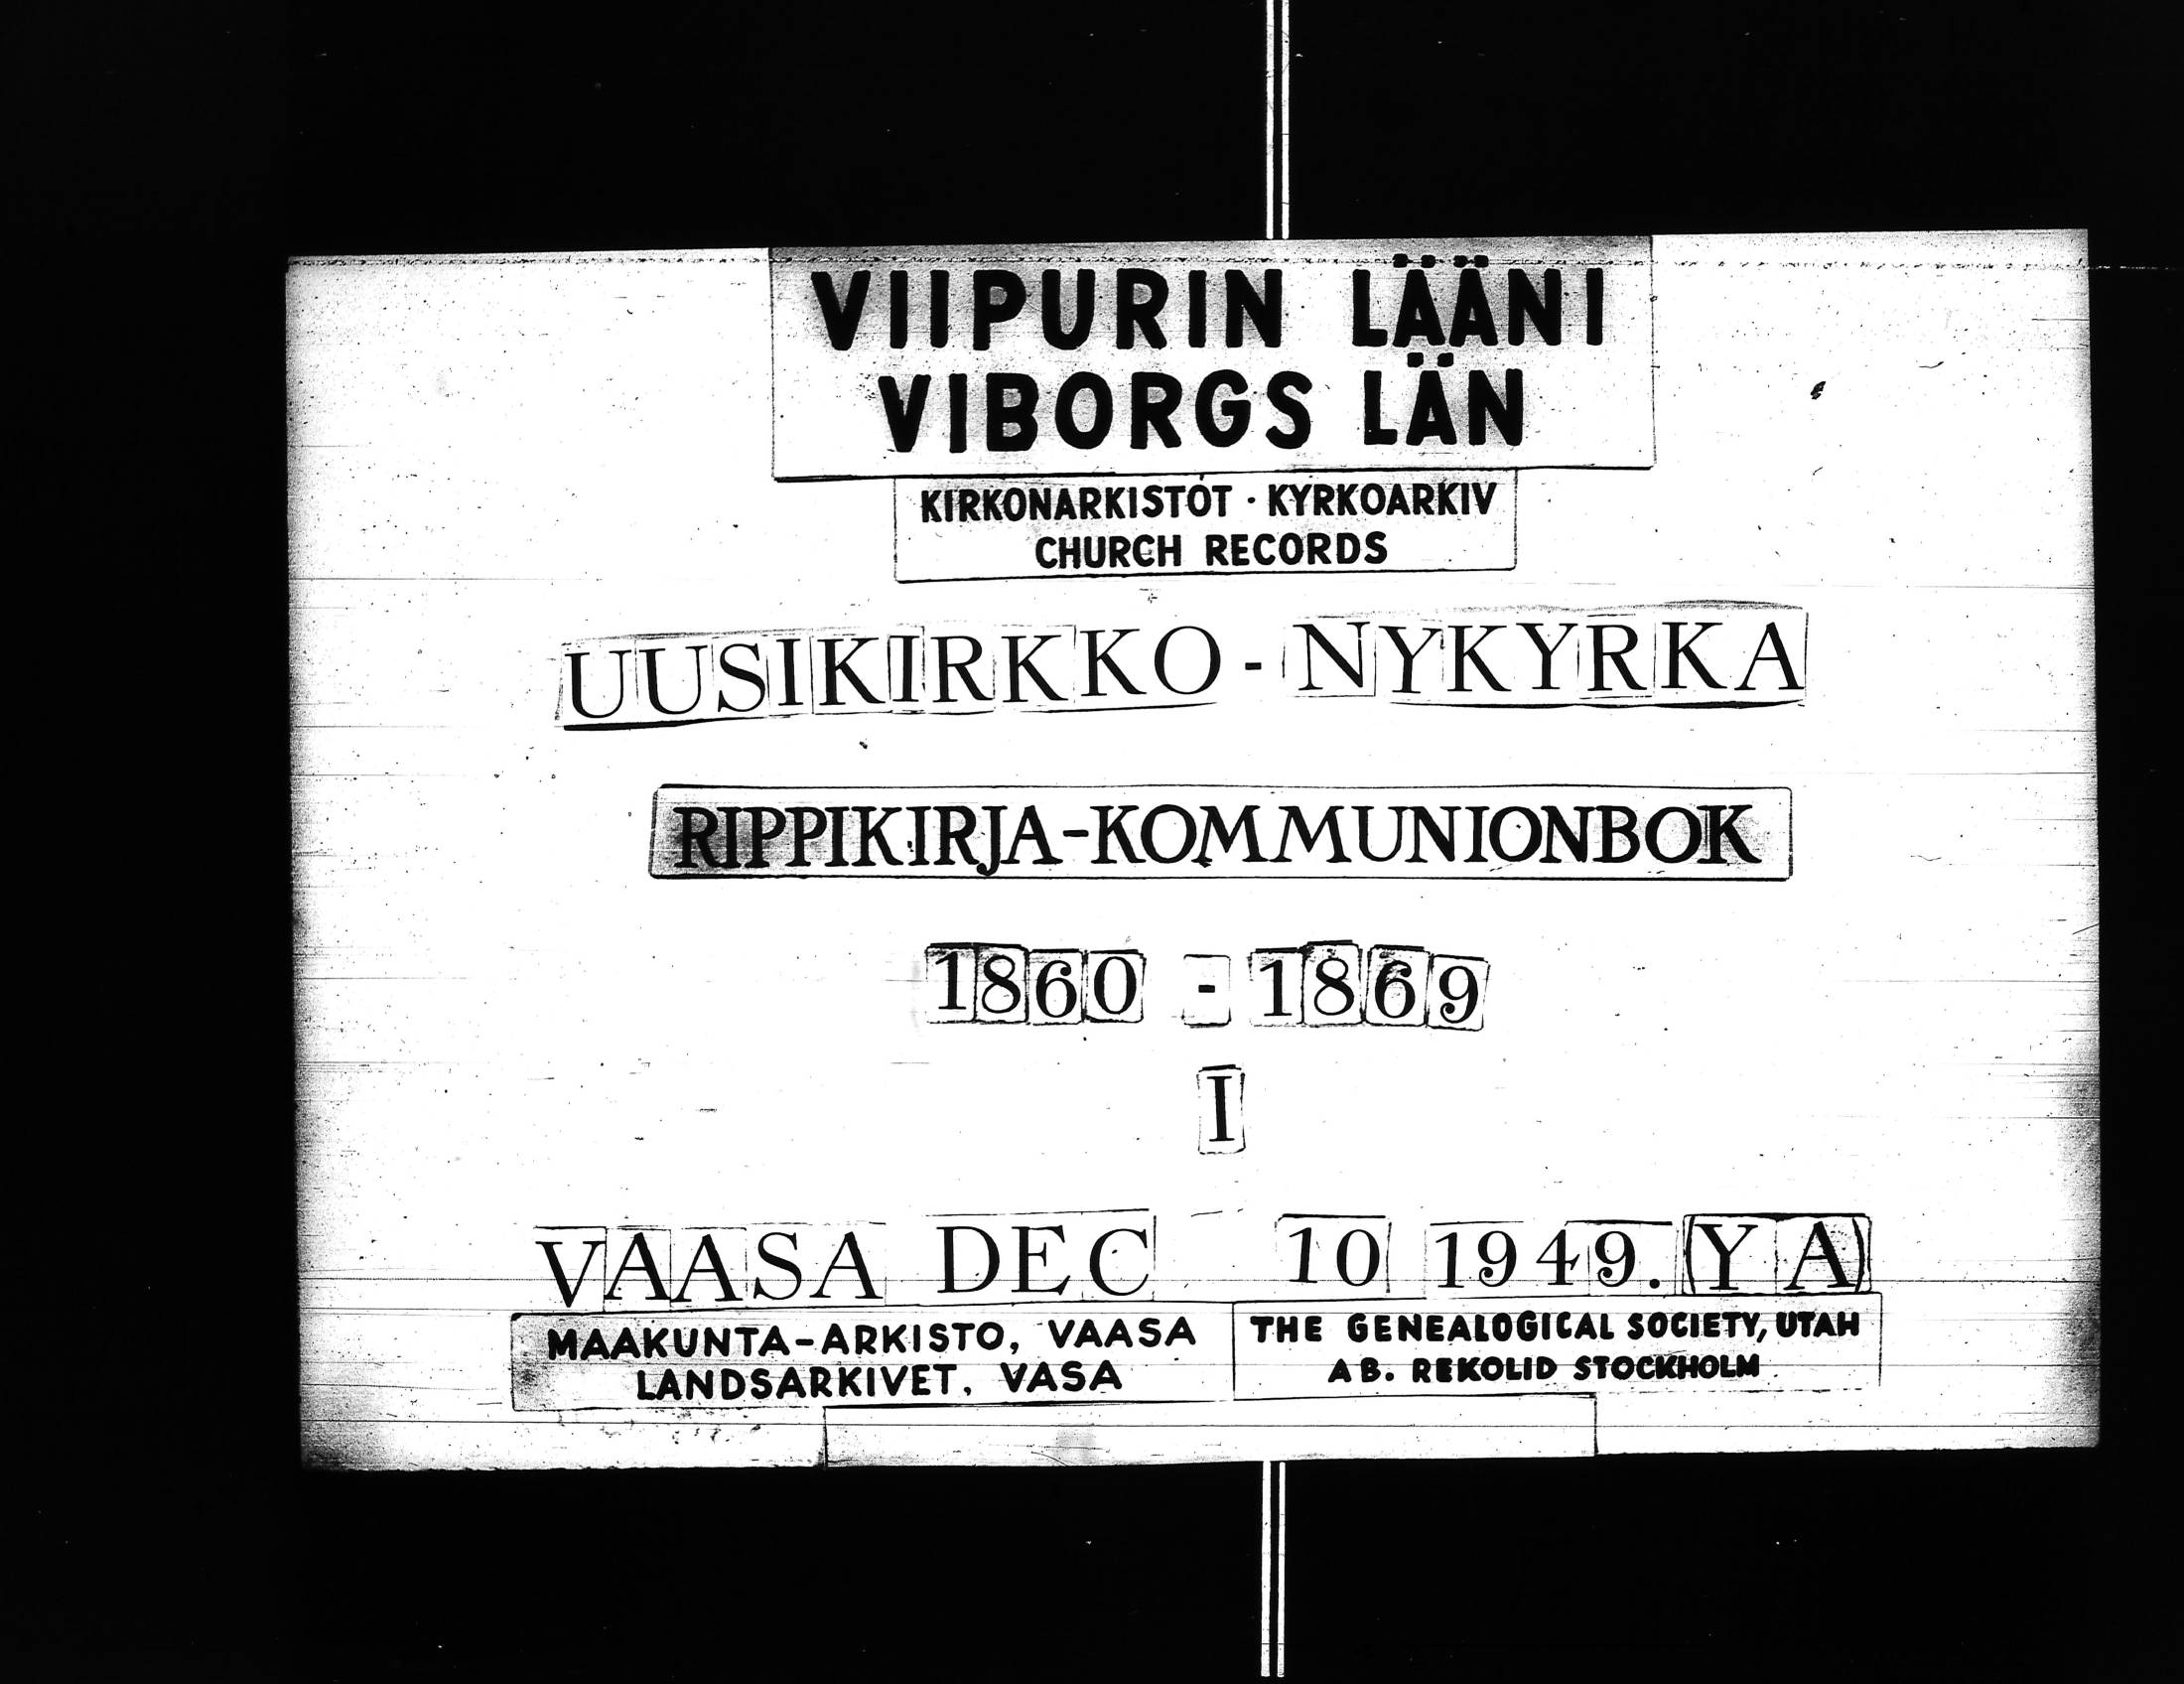 VIIPURIN LÄÄNI
VIBORGS LÄN
KIRKONARKISTOT · KYRKOARKIV
CHURCH RECORDS
UUSIKIRKKO - NYKYRKA
RIPPIKIRJA-KOMMUNIONBOK
1860 - 1869
I
VAASA DEC 10 1949. (YA)
MAAKUNTA-ARKISTO, VAASA
LANDSARKIVET, VASA
THE GENEALOGICAL SOCIETY, UTAH
AB. REKOLID STOCKHOLM